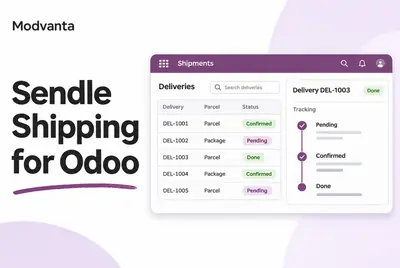 Modvanta
Sendle
Shipping
for Odoo
Shipments
Deliveries
Search deliveries
Delivery Parcel Status
DEL-1001 Parcel Confirmed
DEL-1002 Package Pending
DEL-1003 Parcel Done
DEL-1004 Package Confirmed
DEL-1005 Parcel Pending
Delivery DEL-1003 Done
Tracking
Pending
Confirmed
Done